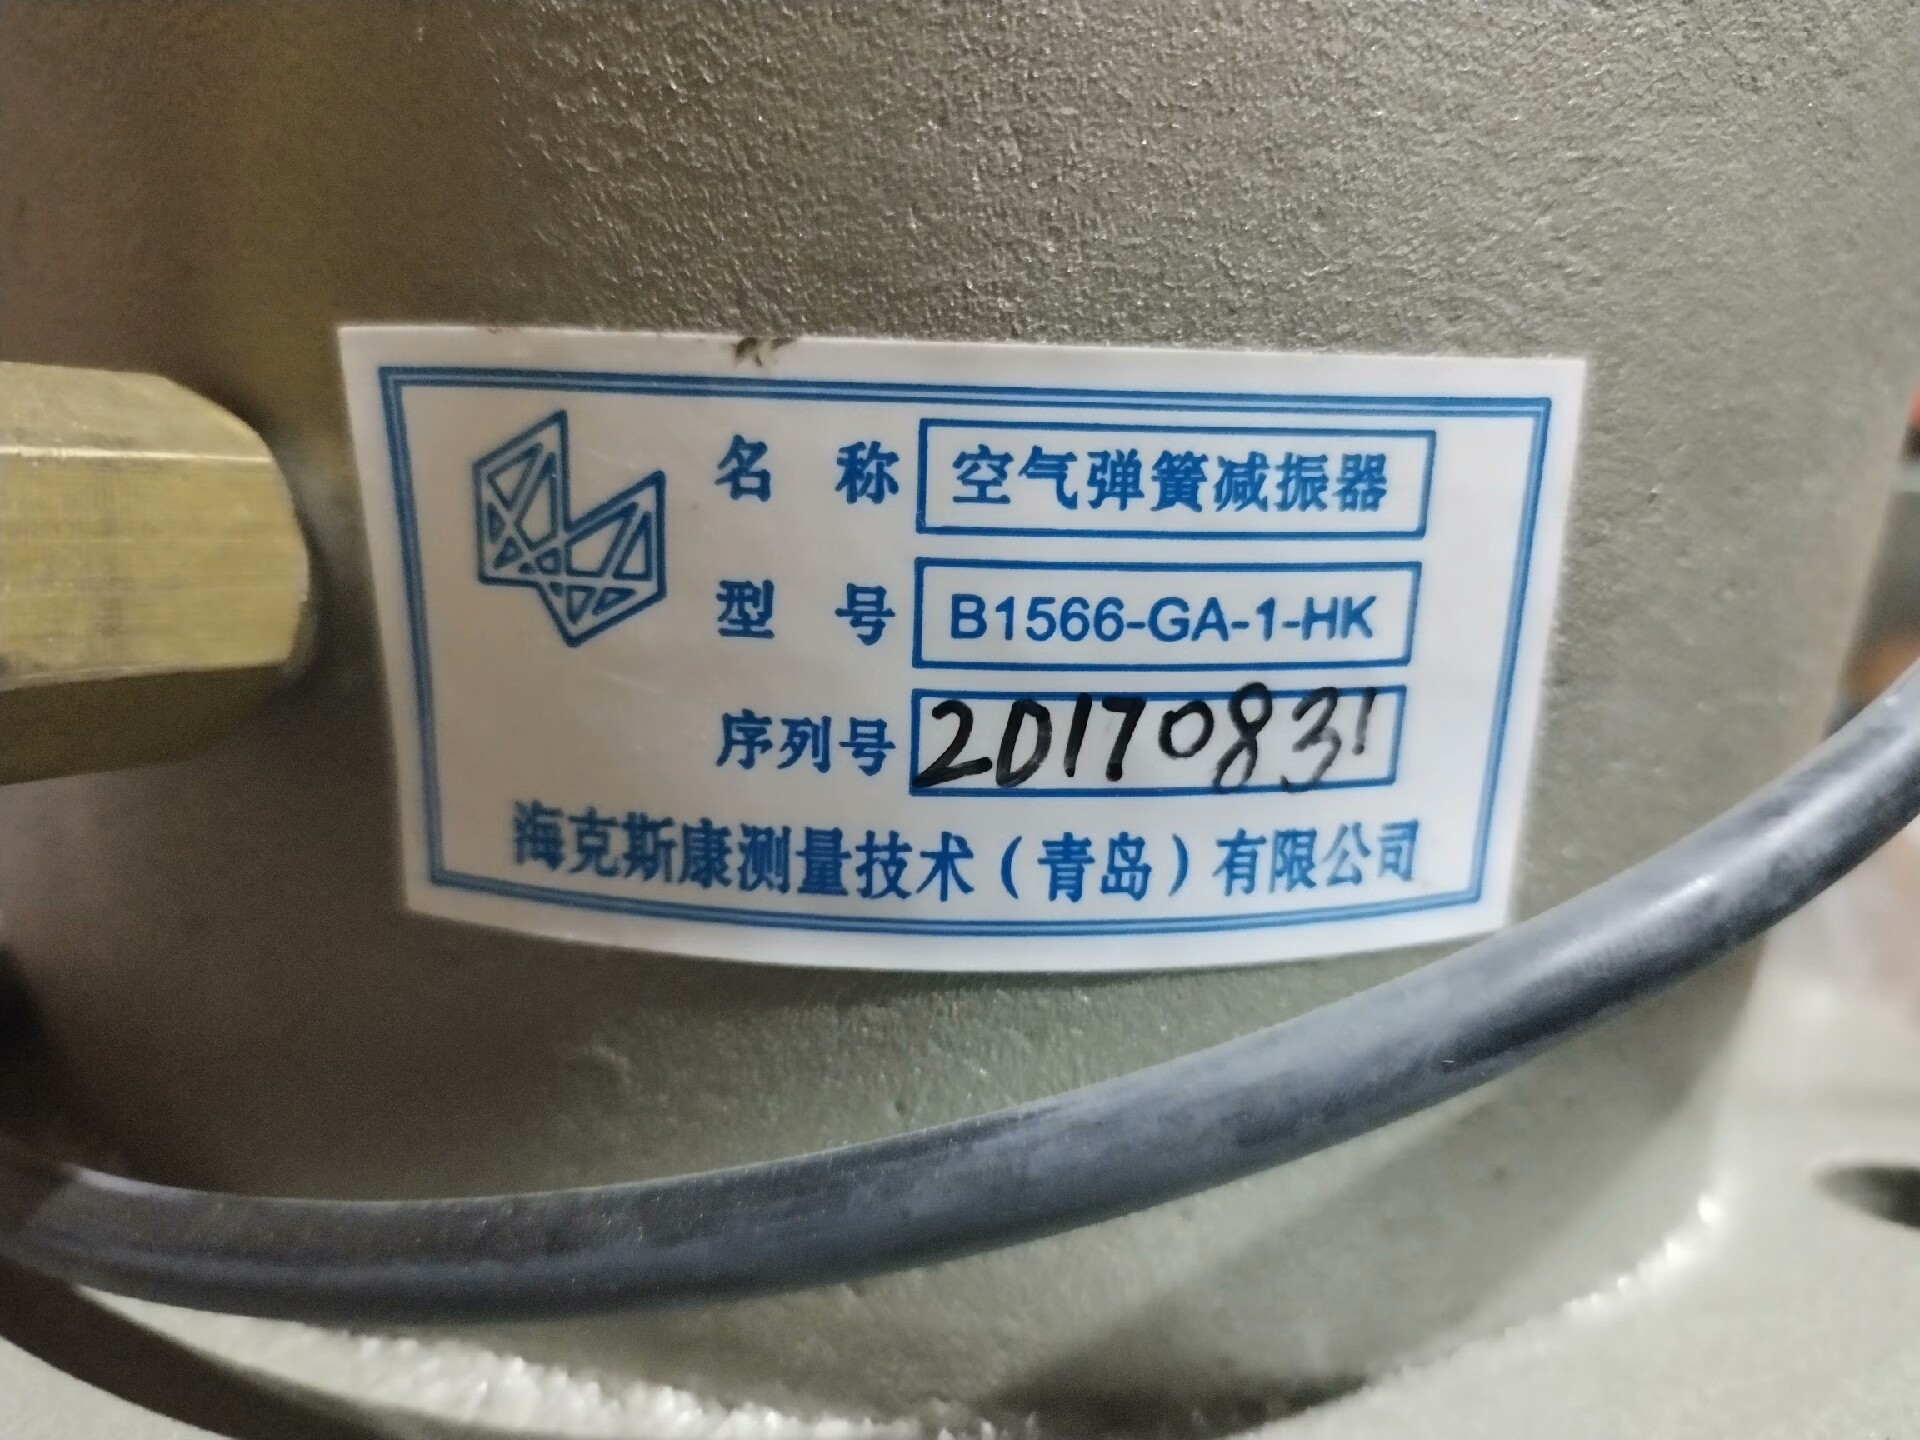 名 称 空气弹簧减振器
型 号 B1566-GA-1-HK
序列号 20170831
海克斯康测量技术（青岛）有限公司